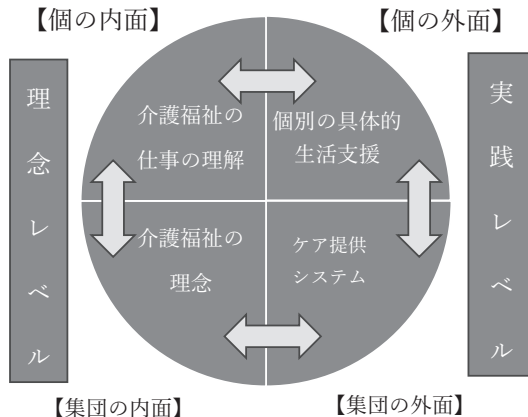 【個の内面】
【個の外面】
理念レベル
介護福祉の
仕事の理解
個別の具体的
生活支援
実践レベル
介護福祉の
理念
ケア提供
システム
【集団の内面】
【集団の外面】